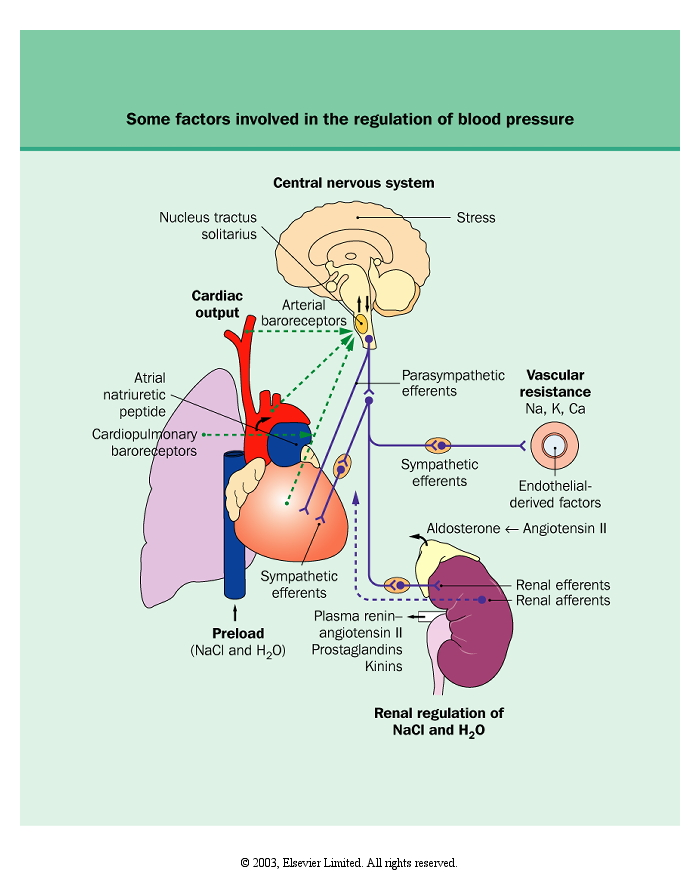 Some factors involved in the regulation of blood pressure
Central nervous system
Nucleus tractus
solitarius
Stress
Cardiac
output
Arterial
baroreceptors
Atrial
natriuretic
peptide
Parasympathetic
efferents
Vascular
resistance
Na, K, Ca
Cardiopulmonary
baroreceptors
Sympathetic
efferents
Endothelial-
derived factors
Aldosterone ← Angiotensin II
Sympathetic
efferents
Renal efferents
Renal afferents
Preload
(NaCl and H₂O)
Plasma renin–
angiotensin II
Prostaglandins
Kinins
Renal regulation of
NaCl and H₂O
© 2003, Elsevier Limited. All rights reserved.